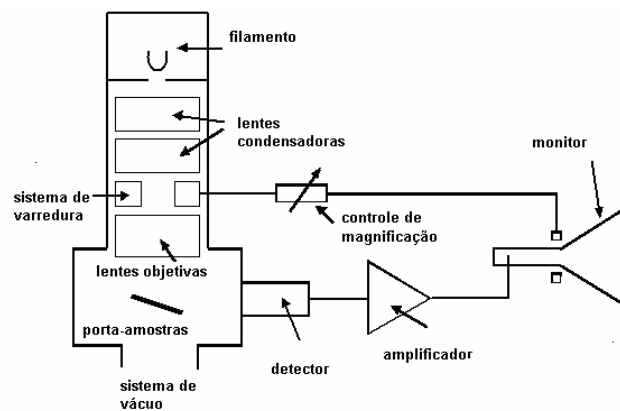 filamento
lentes
condensadoras
monitor
sistema de
varredura
controle de
magnificação
lentes objetivas
porta-amostras
amplificador
detector
sistema de
vácuo